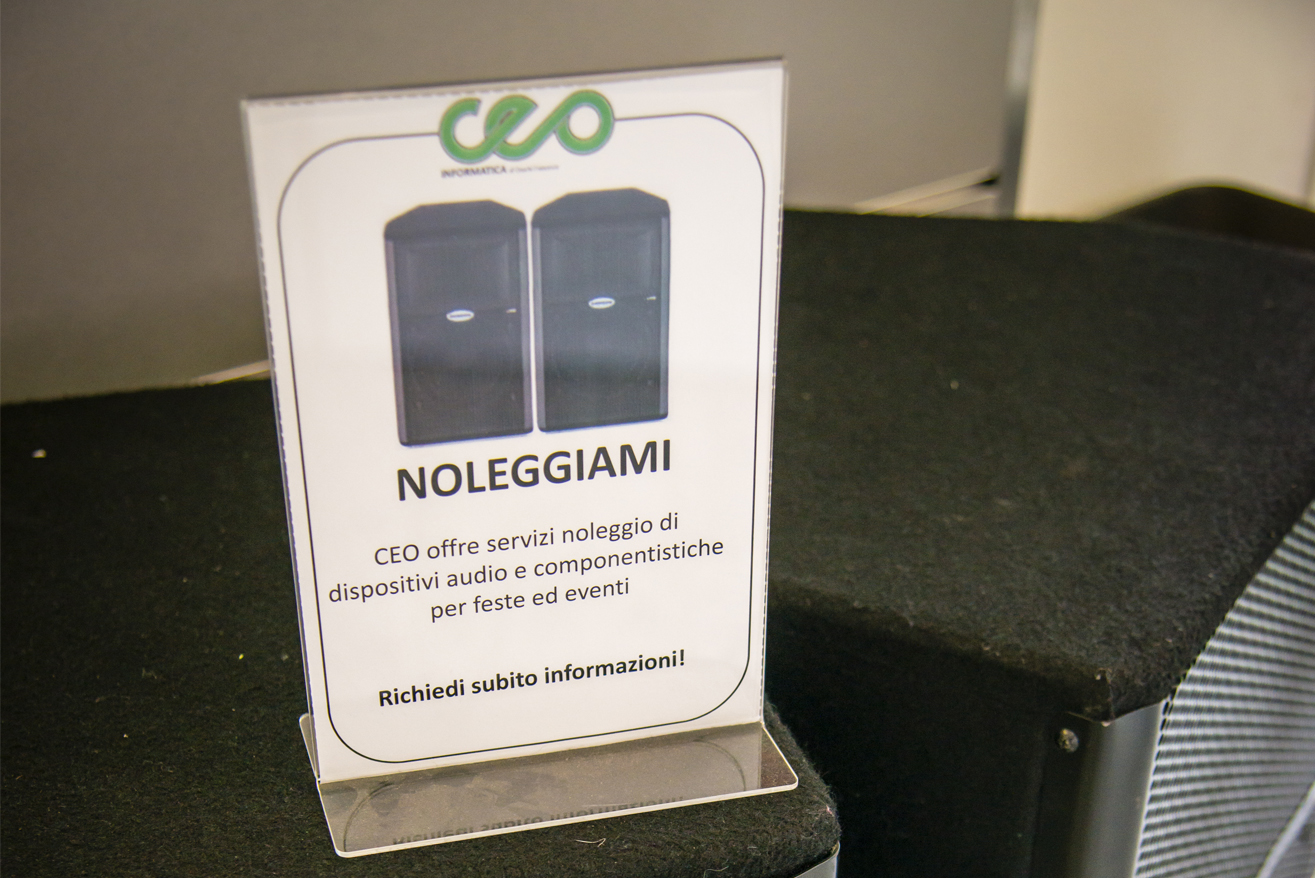 ceo
INFORMATICA
NOLEGGIAMI
CEO offre servizi noleggio di
dispositivi audio e componentistiche
per feste ed eventi
Richiedi subito informazioni!